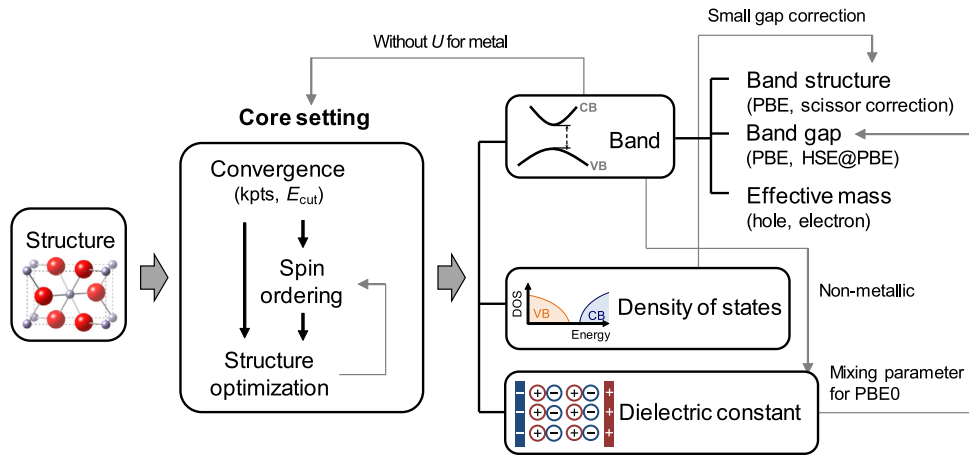 Small gap correction
Without U for metal
Core setting
Convergence
(kpts, Ecut)
Spin
ordering
Structure
optimization
Structure
CB
VB
Band
Band structure
(PBE, scissor correction)
Band gap
(PBE, HSE@PBE)
Effective mass
(hole, electron)
DOS
VB
CB
Energy
Density of states
Non-metallic
− + − + − +
− + − + − +
− + − + − +
Dielectric constant
Mixing parameter
for PBE0